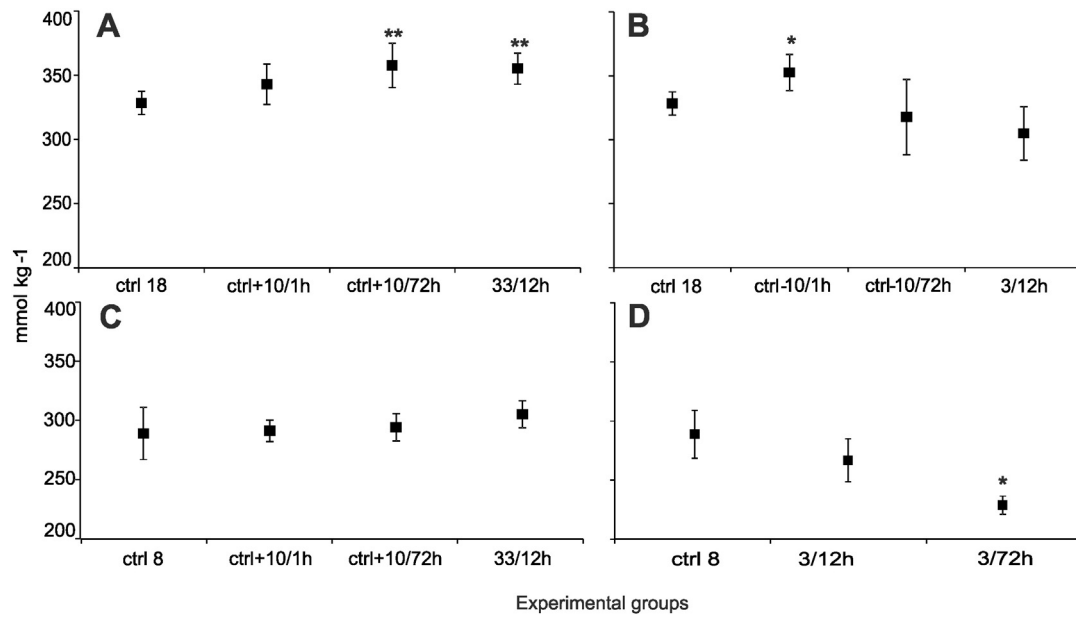 A
B
400
350
300
250
200
** **
*
ctrl 18 ctrl+10/1h ctrl+10/72h 33/12h
ctrl 18 ctrl-10/1h ctrl-10/72h 3/12h
mmol kg-1
C
D
400
350
300
250
200
*
ctrl 8 ctrl+10/1h ctrl+10/72h 33/12h
ctrl 8 3/12h 3/72h
Experimental groups